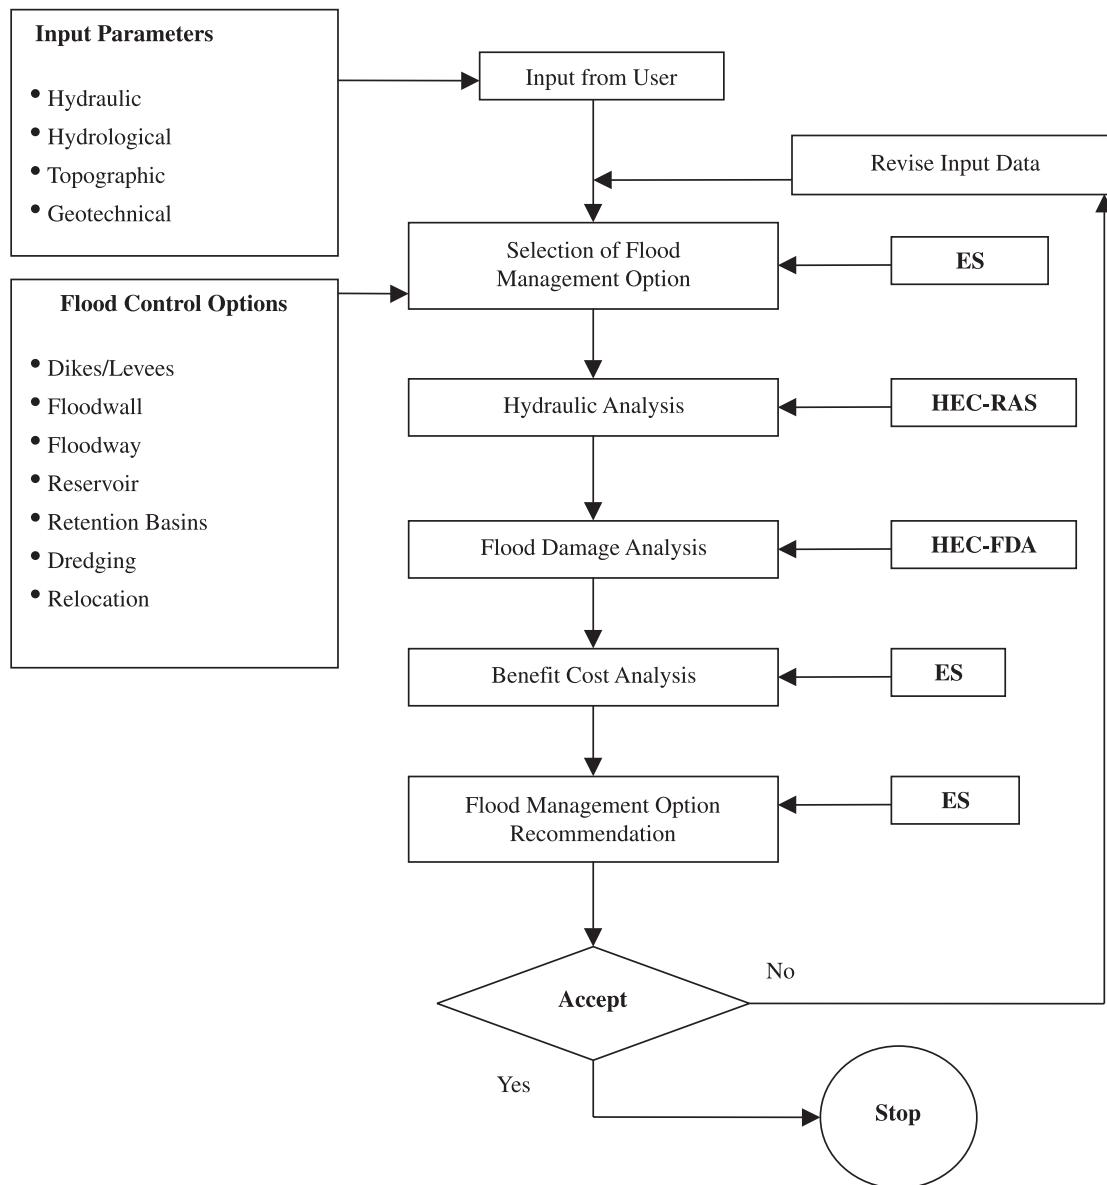 Input Parameters
• Hydraulic
• Hydrological
• Topographic
• Geotechnical
Flood Control Options
• Dikes/Levees
• Floodwall
• Floodway
• Reservoir
• Retention Basins
• Dredging
• Relocation
Input from User
Revise Input Data
Selection of Flood
Management Option
ES
Hydraulic Analysis
HEC-RAS
Flood Damage Analysis
HEC-FDA
Benefit Cost Analysis
ES
Flood Management Option
Recommendation
ES
Accept
No
Yes
Stop